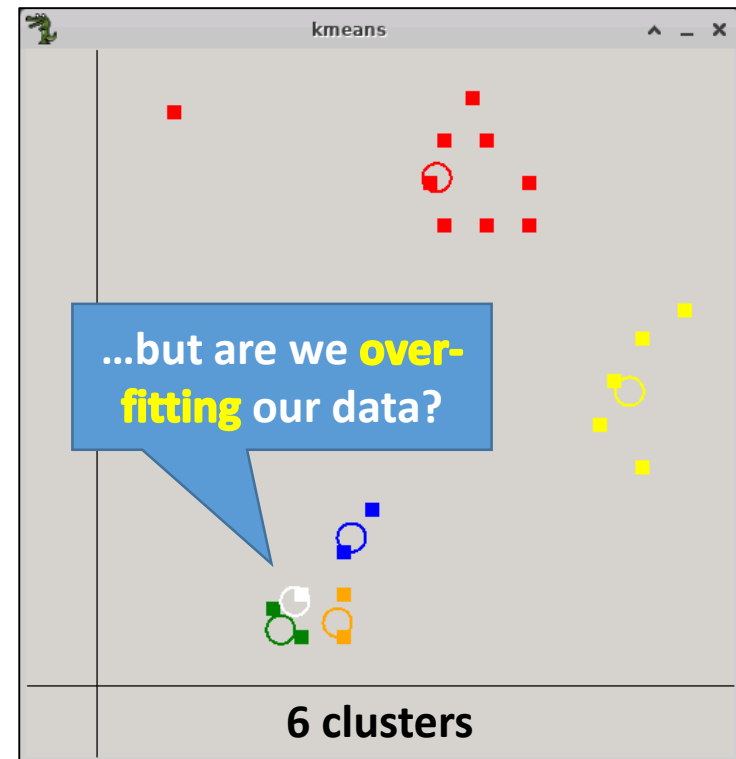 kmeans
...but are we over-
fitting our data?
6 clusters